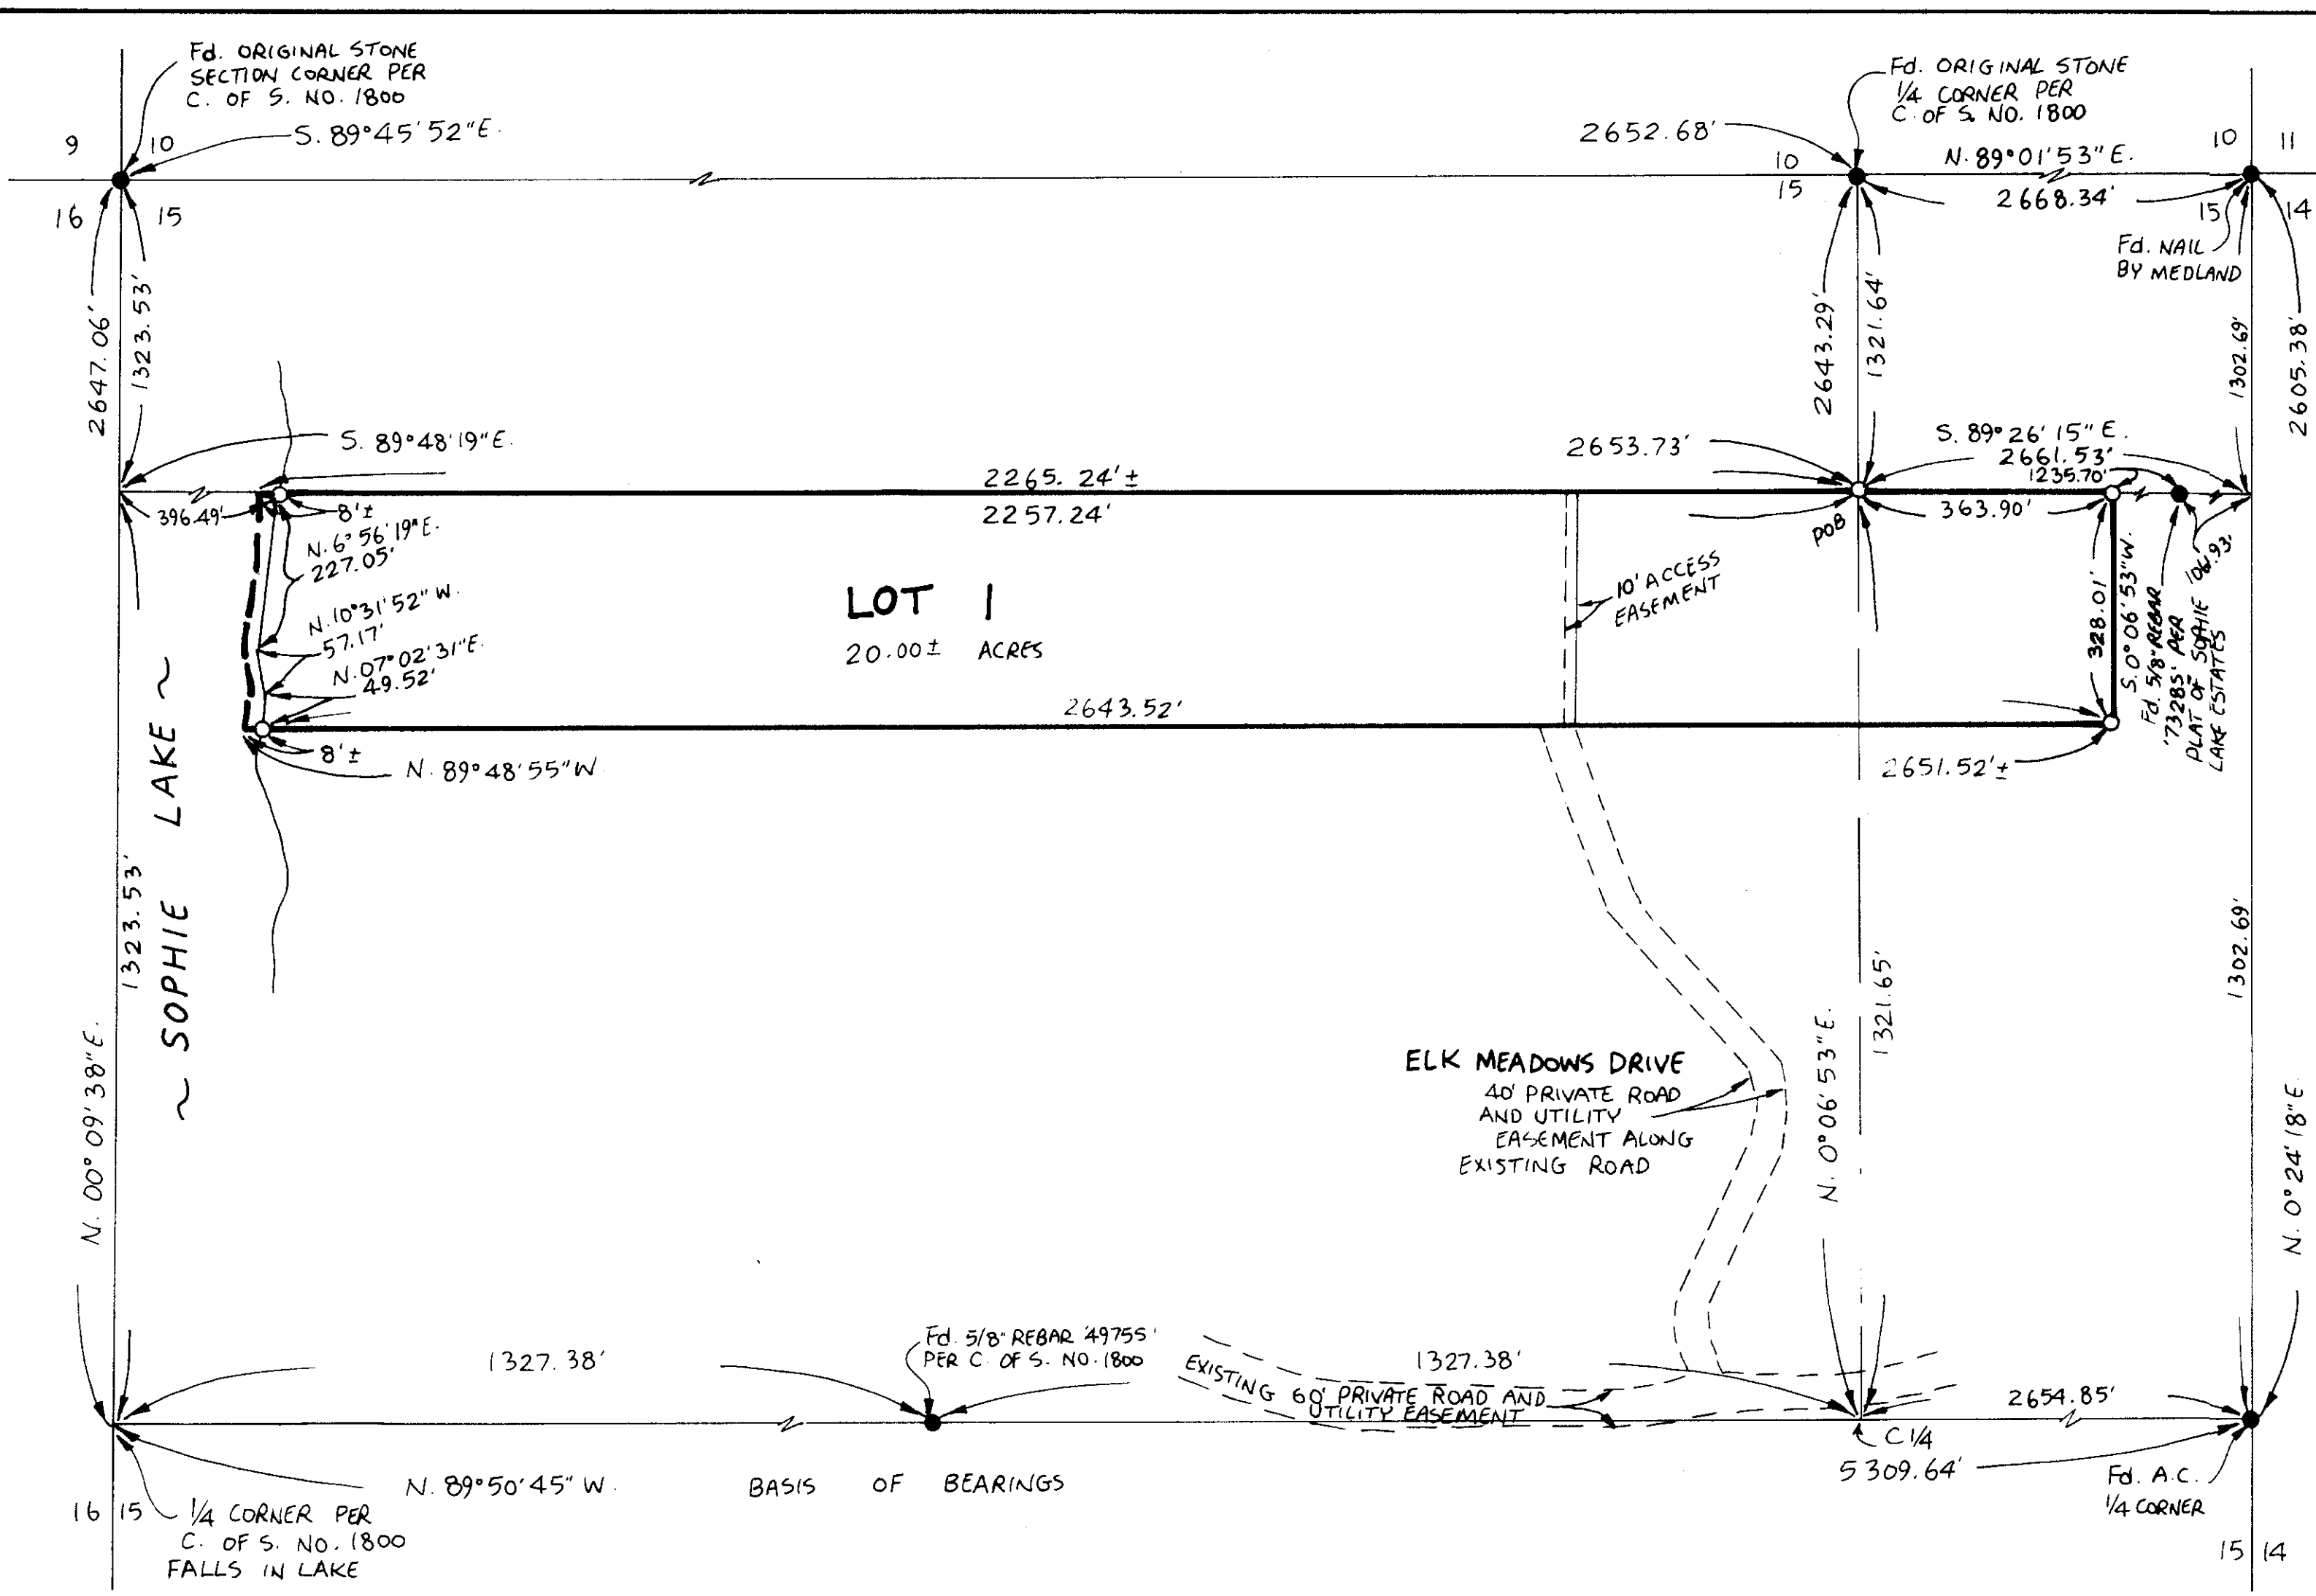 Fd. ORIGINAL STONE
SECTION CORNER PER
C. OF S. NO. 1800
S. 89°45'52"E.
9
10
16
15
2652.68'
Fd. ORIGINAL STONE
1/4 CORNER PER
C. OF S. NO. 1800
10
15
N. 89°01'53"E.
2668.34'
10
11
15
14
Fd. NAIL
BY MEDLAND
2647.06'
1323.53'
2643.29'
1321.64'
1302.69'
2605.38'
S. 89°48'19"E.
2653.73'
S. 89°26'15"E.
2661.53'
1235.70'
2265.24'±
2257.24'
396.49'
8'±
363.90'
POB
N. 6°56'19"E.
227.05'
N. 10°31'52"W.
57.17'
N. 07°02'31"E.
49.52'
LOT 1
20.00± ACRES
10' ACCESS
EASEMENT
328.01'
S. 0°06'53"W.
Fd. 5/8" REBAR
'7328S' PER
PLAT OF SOPHIE
LAKE ESTATES
106.93'
2643.52'
8'±
N. 89°48'55"W.
2651.52'±
~ SOPHIE LAKE ~
1323.53'
N. 00°09'38"E.
ELK MEADOWS DRIVE
40' PRIVATE ROAD
AND UTILITY
EASEMENT ALONG
EXISTING ROAD
N. 0°06'53"E.
1321.65'
1302.69'
N. 0°24'18"E.
1327.38'
Fd. 5/8" REBAR '4975S'
PER C. OF S. NO. 1800
EXISTING 60' PRIVATE ROAD AND
UTILITY EASEMENT
1327.38'
2654.85'
C 1/4
5309.64'
N. 89°50'45"W.
BASIS OF BEARINGS
16
15
1/4 CORNER PER
C. OF S. NO. 1800
FALLS IN LAKE
Fd. A.C.
1/4 CORNER
15
14